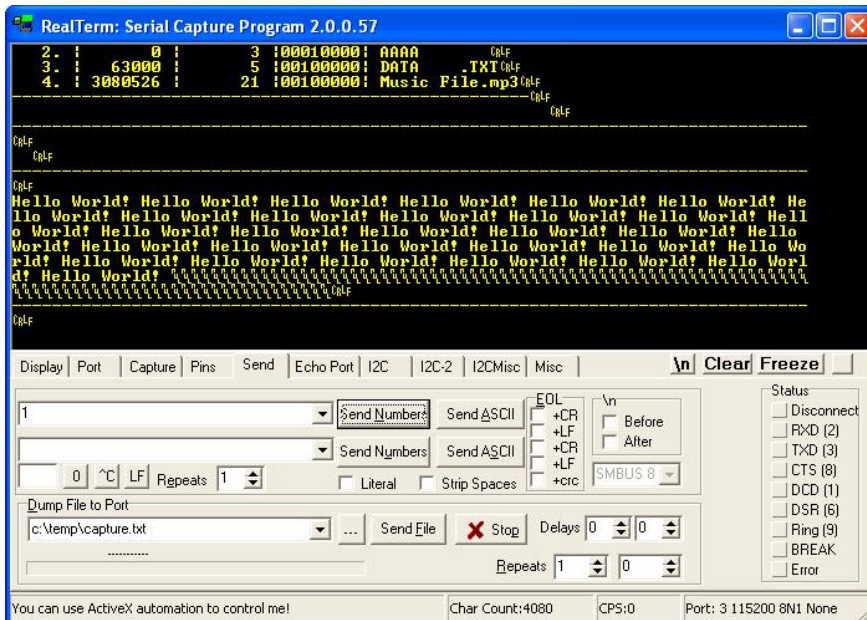 RealTerm: Serial Capture Program 2.0.0.57
2. ¦ 0 ¦ 3 ¦00010000¦ AAAA CRLF
3. ¦ 63000 ¦ 5 ¦00100000¦ DATA .TXTCRLF
4. ¦ 3080526 ¦ 21 ¦00100000¦ Music File.mp3CRLF
CRLF
CRLF
CRLF
CRLF
CRLF
Hello World! Hello World! Hello World! Hello World! Hello World! Hello World! He
llo World! Hello World! Hello World! Hello World! Hello World! Hello World! Hell
o World! Hello World! Hello World! Hello World! Hello World! Hello World! Hello
World! Hello World! Hello World! Hello World! Hello World! Hello World! Hello Wo
rld! Hello World! Hello World! Hello World! Hello World! Hello World! Hello Worl
d! Hello World!
CRLF
CRLF
Display Port Capture Pins Send Echo Port I2C I2C-2 I2CMisc Misc \n Clear Freeze
1 Send Numbers Send ASCII
Send Numbers Send ASCII
0 ^C LF Repeats 1 Literal Strip Spaces
EOL
+CR
+LF
+CR
+LF
+crc
\n
Before
After
SMBUS 8
Dump File to Port
c:\temp\capture.txt ... Send File Stop Delays 0 0
Repeats 1 0
Status
Disconnect
RXD (2)
TXD (3)
CTS (8)
DCD (1)
DSR (6)
Ring (9)
BREAK
Error
You can use ActiveX automation to control me! Char Count:4080 CPS:0 Port: 3 115200 8N1 None